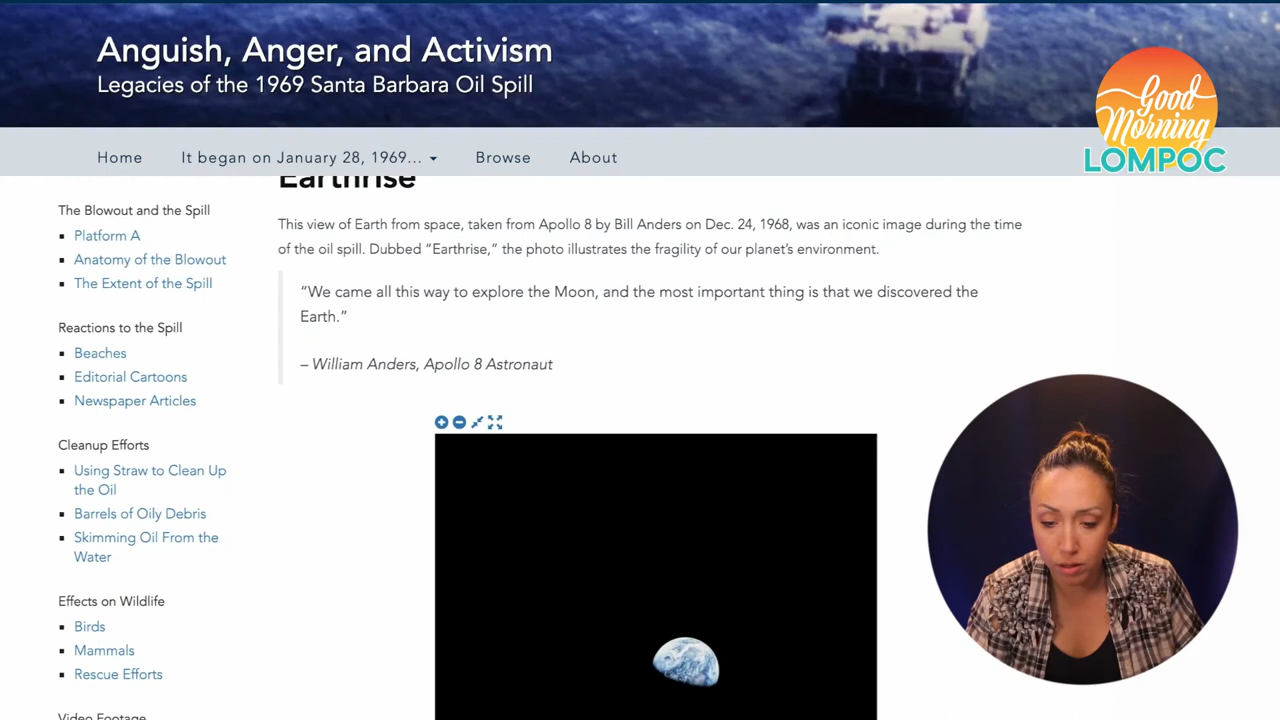 Anguish, Anger, and Activism
Legacies of the 1969 Santa Barbara Oil Spill
Good
Morning
LOMPOC
Home
It began on January 28, 1969...
Browse
About
Earthrise
The Blowout and the Spill
Platform A
Anatomy of the Blowout
The Extent of the Spill
Reactions to the Spill
Beaches
Editorial Cartoons
Newspaper Articles
Cleanup Efforts
Using Straw to Clean Up
the Oil
Barrels of Oily Debris
Skimming Oil From the
Water
Effects on Wildlife
Birds
Mammals
Rescue Efforts
Video Footage
This view of Earth from space, taken from Apollo 8 by Bill Anders on Dec. 24, 1968, was an iconic image during the time
of the oil spill. Dubbed “Earthrise,” the photo illustrates the fragility of our planet’s environment.
“We came all this way to explore the Moon, and the most important thing is that we discovered the
Earth.”
– William Anders, Apollo 8 Astronaut